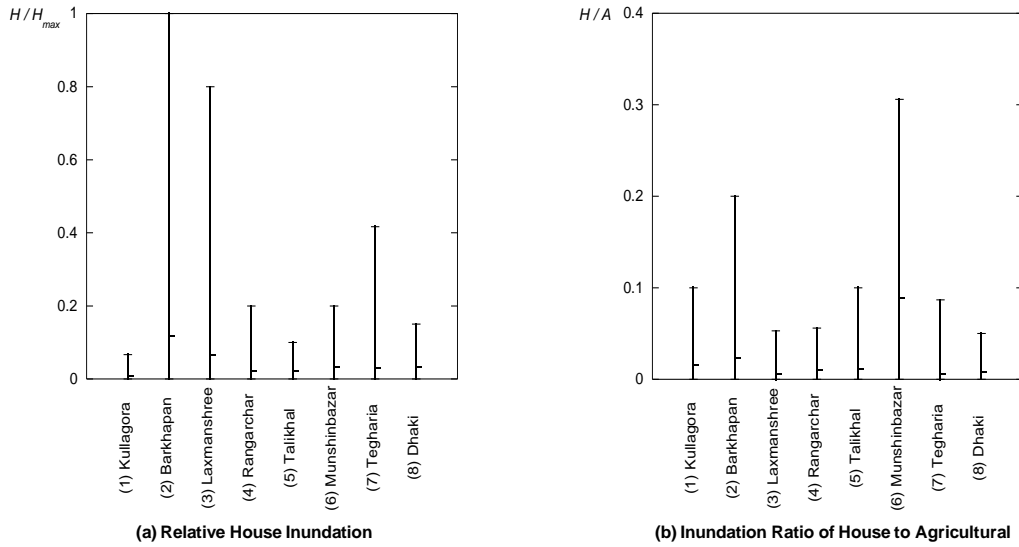 H / Hmax
1
0.8
0.6
0.4
0.2
0
(1) Kullagora
(2) Barkhapan
(3) Laxmanshree
(4) Rangarchar
(5) Talikhal
(6) Munshinbazar
(7) Tegharia
(8) Dhaki
(a) Relative House Inundation
H / A
0.4
0.3
0.2
0.1
0
(1) Kullagora
(2) Barkhapan
(3) Laxmanshree
(4) Rangarchar
(5) Talikhal
(6) Munshinbazar
(7) Tegharia
(8) Dhaki
(b) Inundation Ratio of House to Agricultural